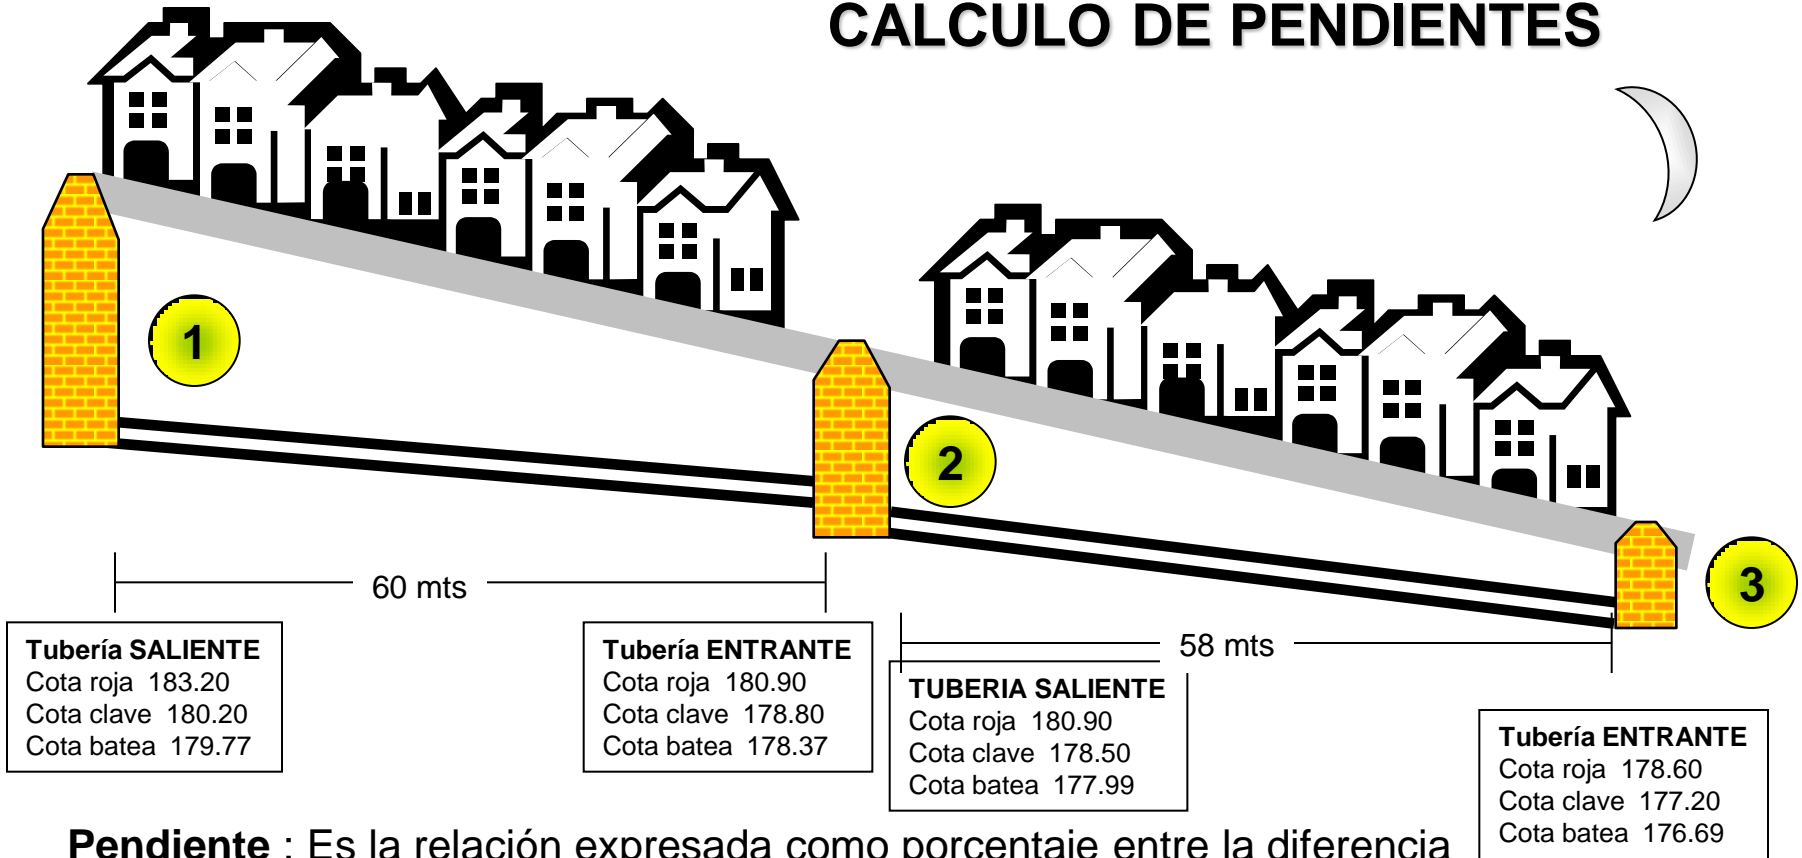 CALCULO DE PENDIENTES
1
2
3
60 mts
58 mts
Tubería SALIENTE
Cota roja 183.20
Cota clave 180.20
Cota batea 179.77
Tubería ENTRANTE
Cota roja 180.90
Cota clave 178.80
Cota batea 178.37
TUBERIA SALIENTE
Cota roja 180.90
Cota clave 178.50
Cota batea 177.99
Tubería ENTRANTE
Cota roja 178.60
Cota clave 177.20
Cota batea 176.69
Pendiente : Es la relación expresada como porcentaje entre la diferencia